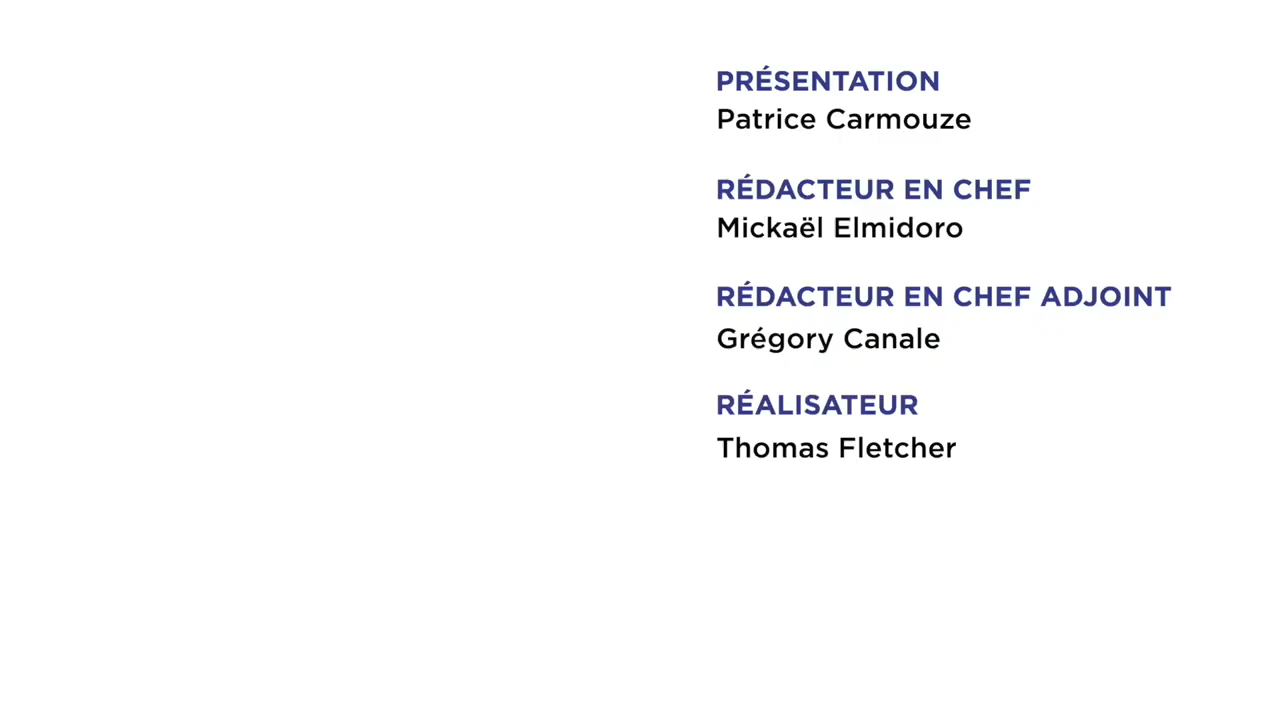 PRÉSENTATION
Patrice Carmouze
RÉDACTEUR EN CHEF
Mickaël Elmidoro
RÉDACTEUR EN CHEF ADJOINT
Grégory Canale
RÉALISATEUR
Thomas Fletcher